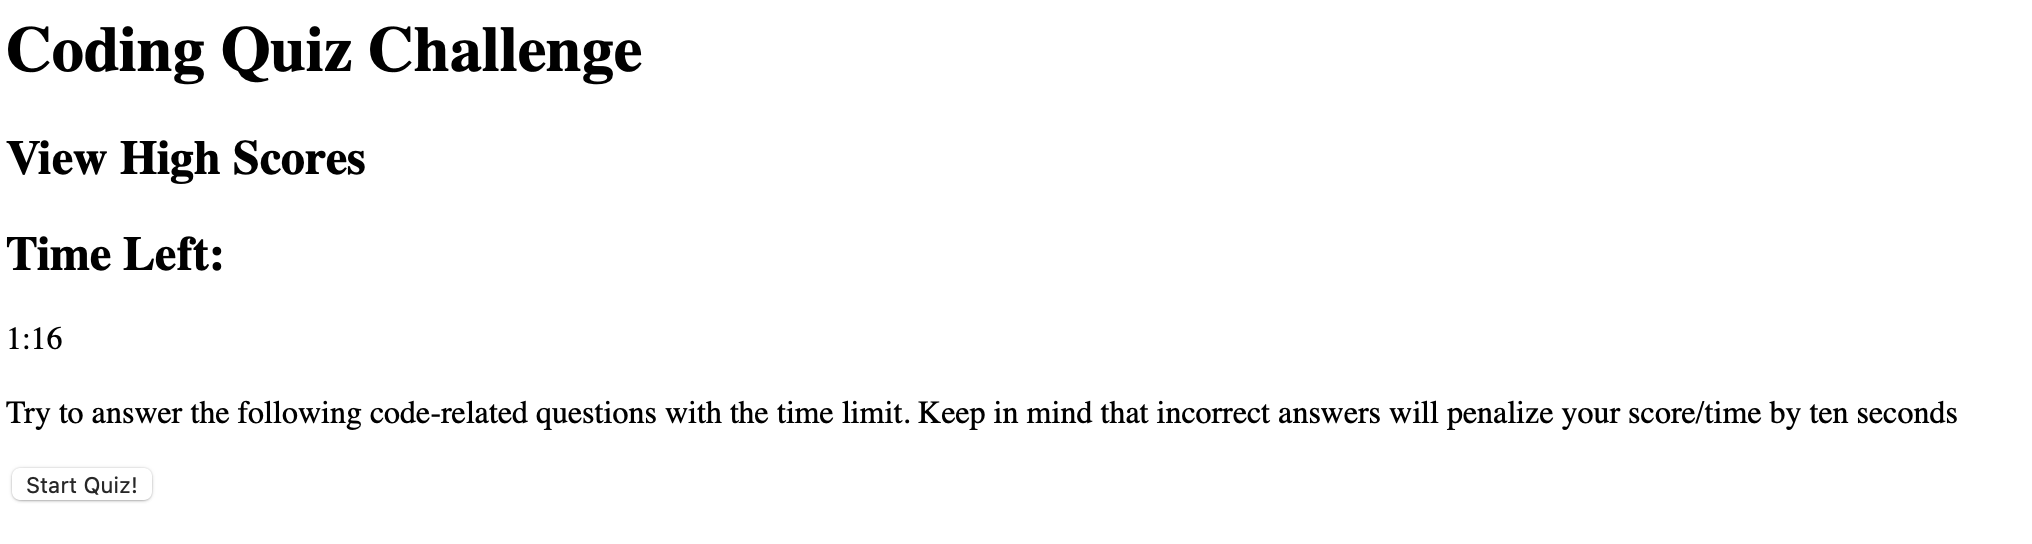 Coding Quiz Challenge
View High Scores
Time Left:
1:16
Try to answer the following code-related questions with the time limit. Keep in mind that incorrect answers will penalize your score/time by ten seconds
Start Quiz!